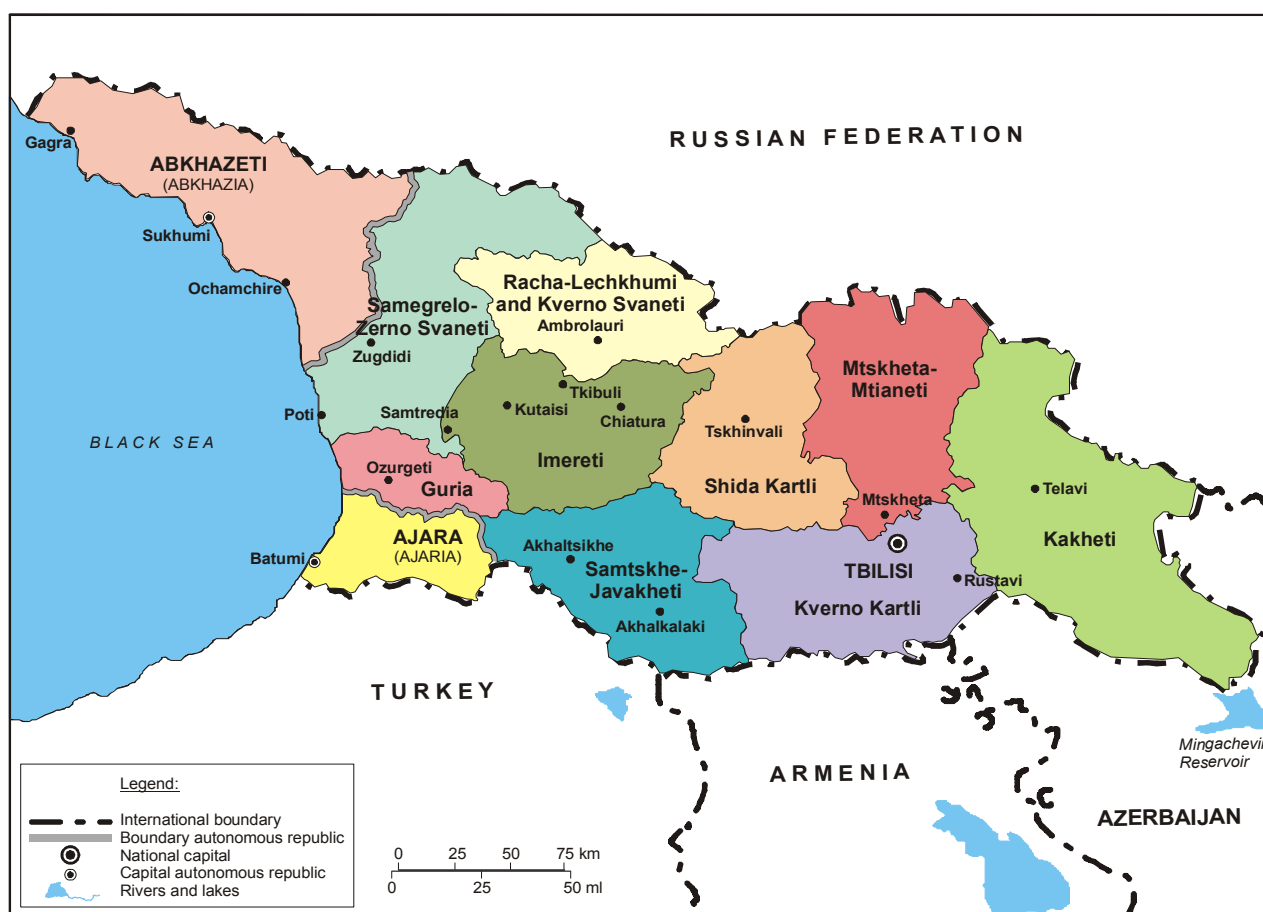 RUSSIAN FEDERATION
Gagra
ABKHAZETI
(ABKHAZIA)
Sukhumi
Ochamchire
Samegrelo-
Zerno Svaneti
Zugdidi
Racha-Lechkhumi
and Kverno Svaneti
Ambrolauri
Mtskheta-
Mtianeti
Poti
Samtredia
Tkibuli
Kutaisi
Chiatura
Imereti
Tskhinvali
Shida Kartli
BLACK SEA
Ozurgeti
Guria
Mtskheta
Telavi
Kakheti
AJARA
(AJARIA)
Batumi
Akhaltsikhe
Samtskhe-
Javakheti
Akhalkalaki
TBILISI
Rustavi
Kverno Kartli
TURKEY
ARMENIA
Mingachevir
Reservoir
AZERBAIJAN
Legend:
International boundary
Boundary autonomous republic
National capital
Capital autonomous republic
Rivers and lakes
0 25 50 75 km
0 25 50 ml